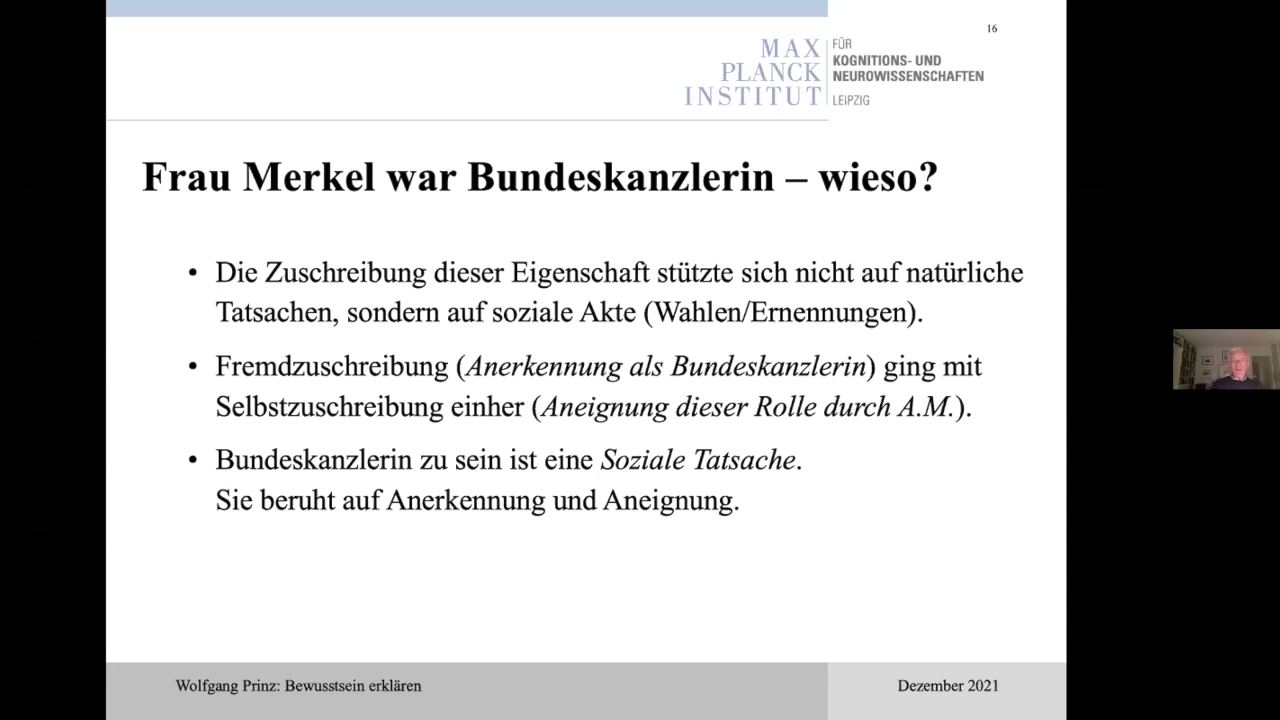 16
MAX
PLANCK
INSTITUT
FÜR
KOGNITIONS- UND
NEUROWISSENSCHAFTEN
LEIPZIG
Frau Merkel war Bundeskanzlerin – wieso?
• Die Zuschreibung dieser Eigenschaft stützte sich nicht auf natürliche
Tatsachen, sondern auf soziale Akte (Wahlen/Ernennungen).
• Fremdzuschreibung (Anerkennung als Bundeskanzlerin) ging mit
Selbstzuschreibung einher (Aneignung dieser Rolle durch A.M.).
• Bundeskanzlerin zu sein ist eine Soziale Tatsache.
Sie beruht auf Anerkennung und Aneignung.
Wolfgang Prinz: Bewusstsein erklären
Dezember 2021